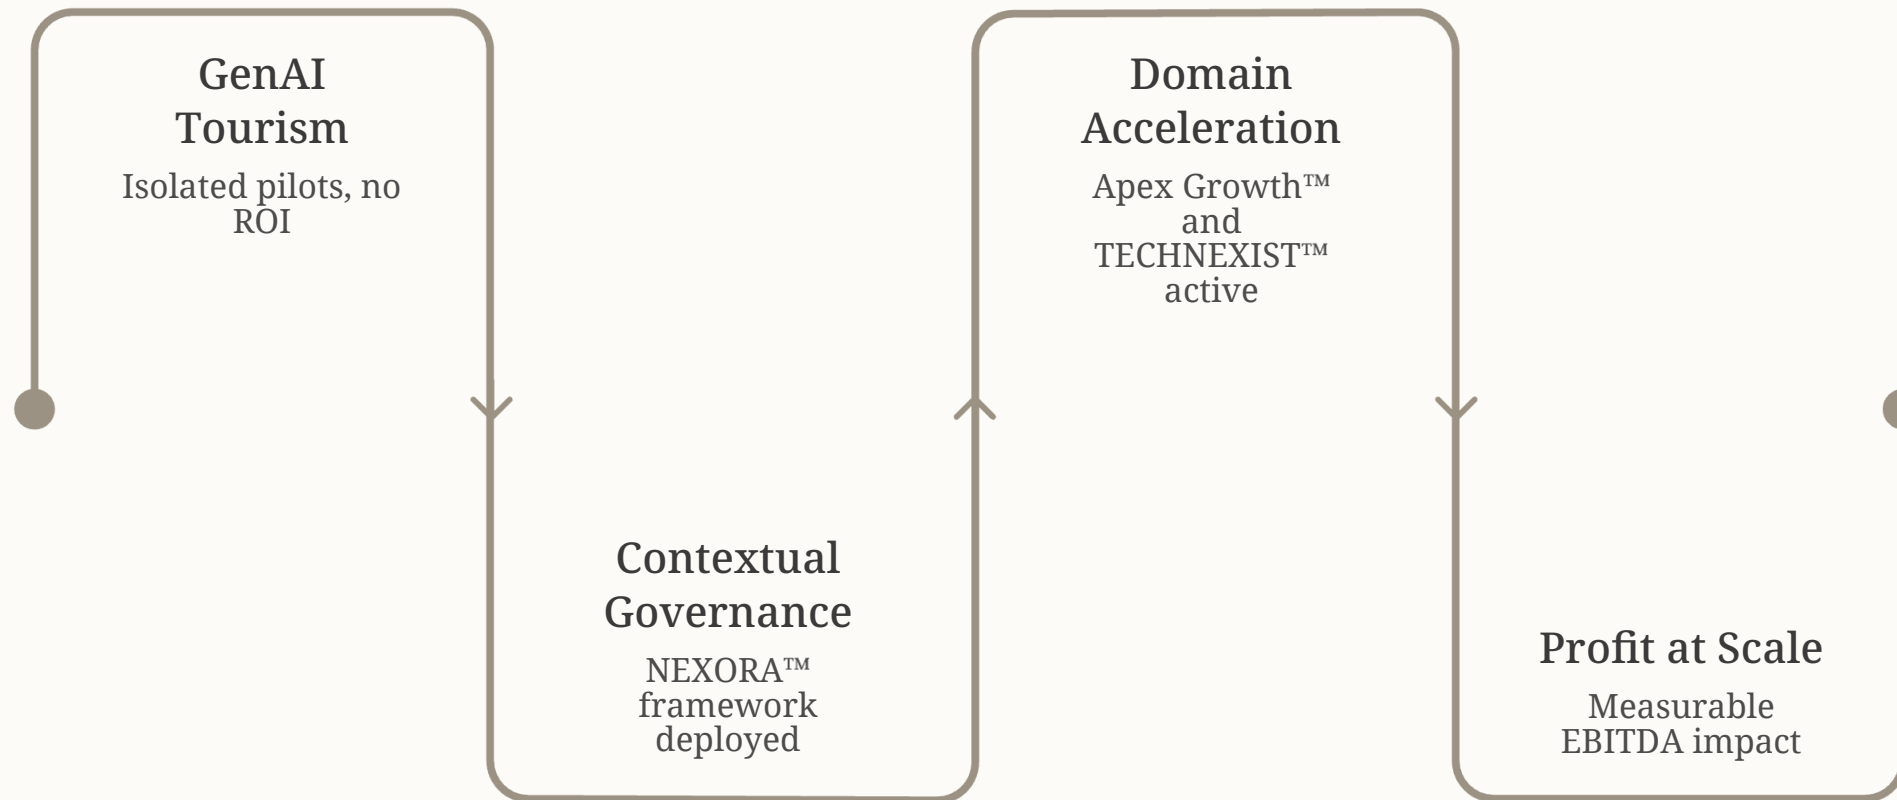 GenAI
Tourism
Isolated pilots, no
ROI
Contextual
Governance
NEXORA™
framework
deployed
Domain
Acceleration
Apex Growth™
and
TECHNEXIST™
active
Profit at Scale
Measurable
EBITDA impact